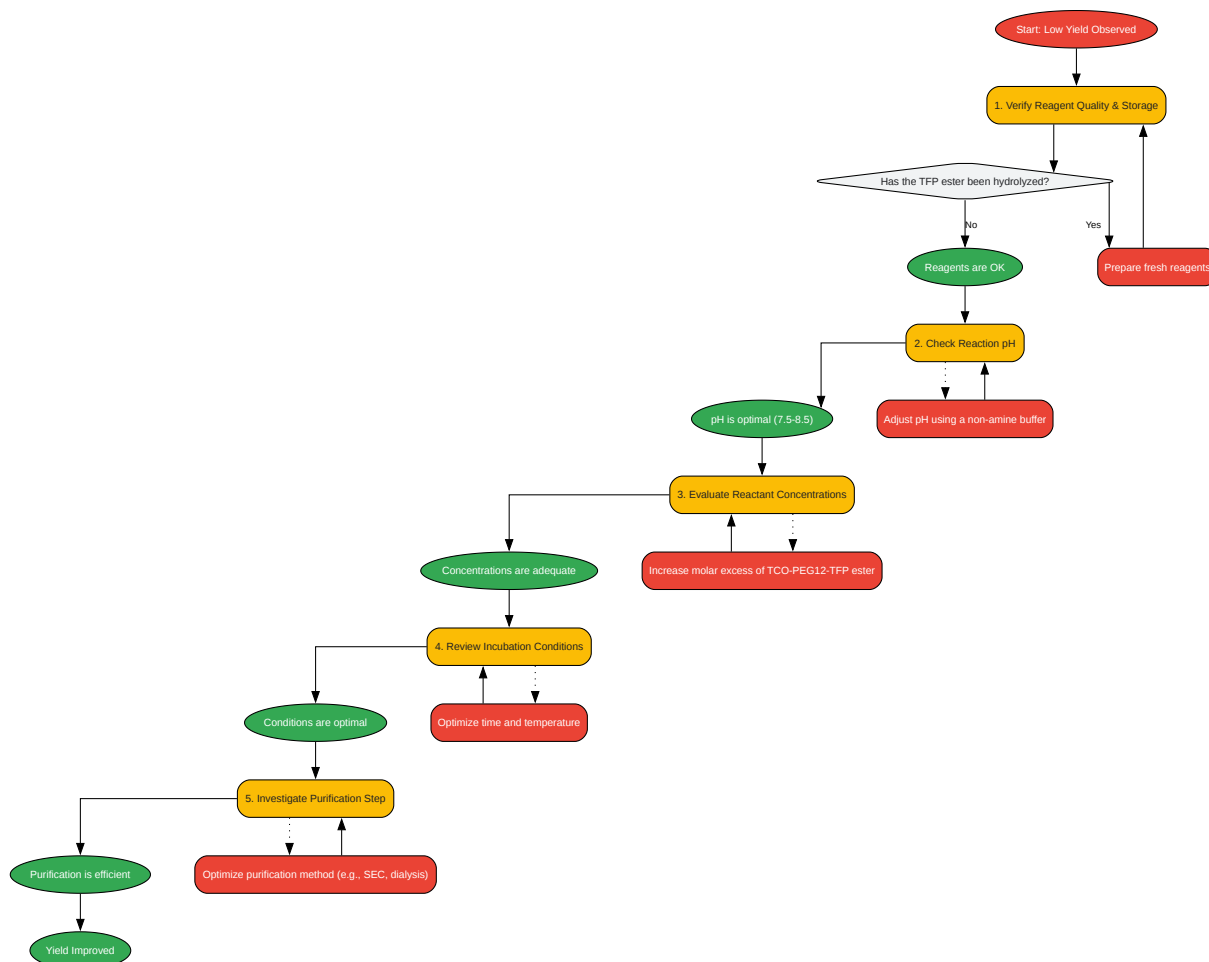 Start: Low Yield Observed
1. Verify Reagent Quality & Storage
Has the TFP ester been hydrolyzed?
No
Yes
Reagents are OK
Prepare fresh reagents
2. Check Reaction pH
pH is optimal (7.5-8.5)
Adjust pH using a non-amine buffer
3. Evaluate Reactant Concentrations
Concentrations are adequate
Increase molar excess of TCO-PEG12-TFP ester
4. Review Incubation Conditions
Conditions are optimal
Optimize time and temperature
5. Investigate Purification Step
Purification is efficient
Optimize purification method (e.g., SEC, dialysis)
Yield Improved